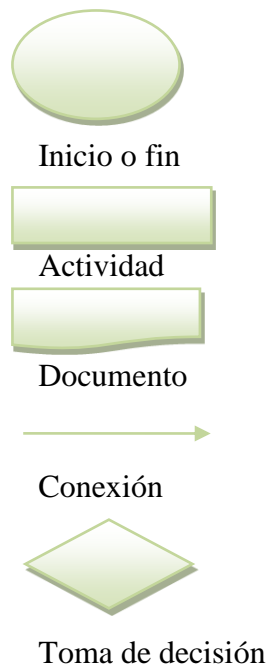 Inicio o fin
Actividad
Documento
Conexión
Toma de decisión